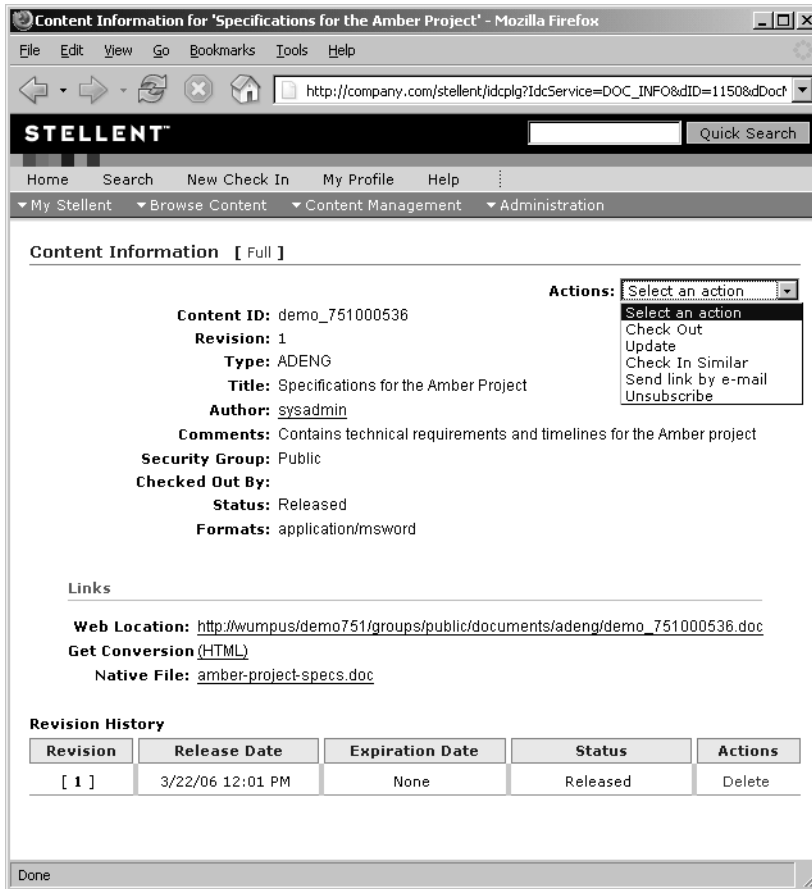 Content Information for 'Specifications for the Amber Project' - Mozilla Firefox
File Edit View Go Bookmarks Tools Help
http://company.com/stellent/idcplg?IdcService=DOC_INFO&dID=1150&dDocN
STELLENT™ Quick Search
Home Search New Check In My Profile Help
My Stellent Browse Content Content Management Administration
Content Information [ Full ]
Actions: Select an action
Select an action
Check Out
Update
Check In Similar
Send link by e-mail
Unsubscribe
Content ID: demo_751000536
Revision: 1
Type: ADENG
Title: Specifications for the Amber Project
Author: sysadmin
Comments: Contains technical requirements and timelines for the Amber project
Security Group: Public
Checked Out By:
Status: Released
Formats: application/msword
Links
Web Location: http://wumpus/demo751/groups/public/documents/adeng/demo_751000536.doc
Get Conversion (HTML)
Native File: amber-project-specs.doc
Revision History
Revision Release Date Expiration Date Status Actions
[ 1 ] 3/22/06 12:01 PM None Released Delete
Done